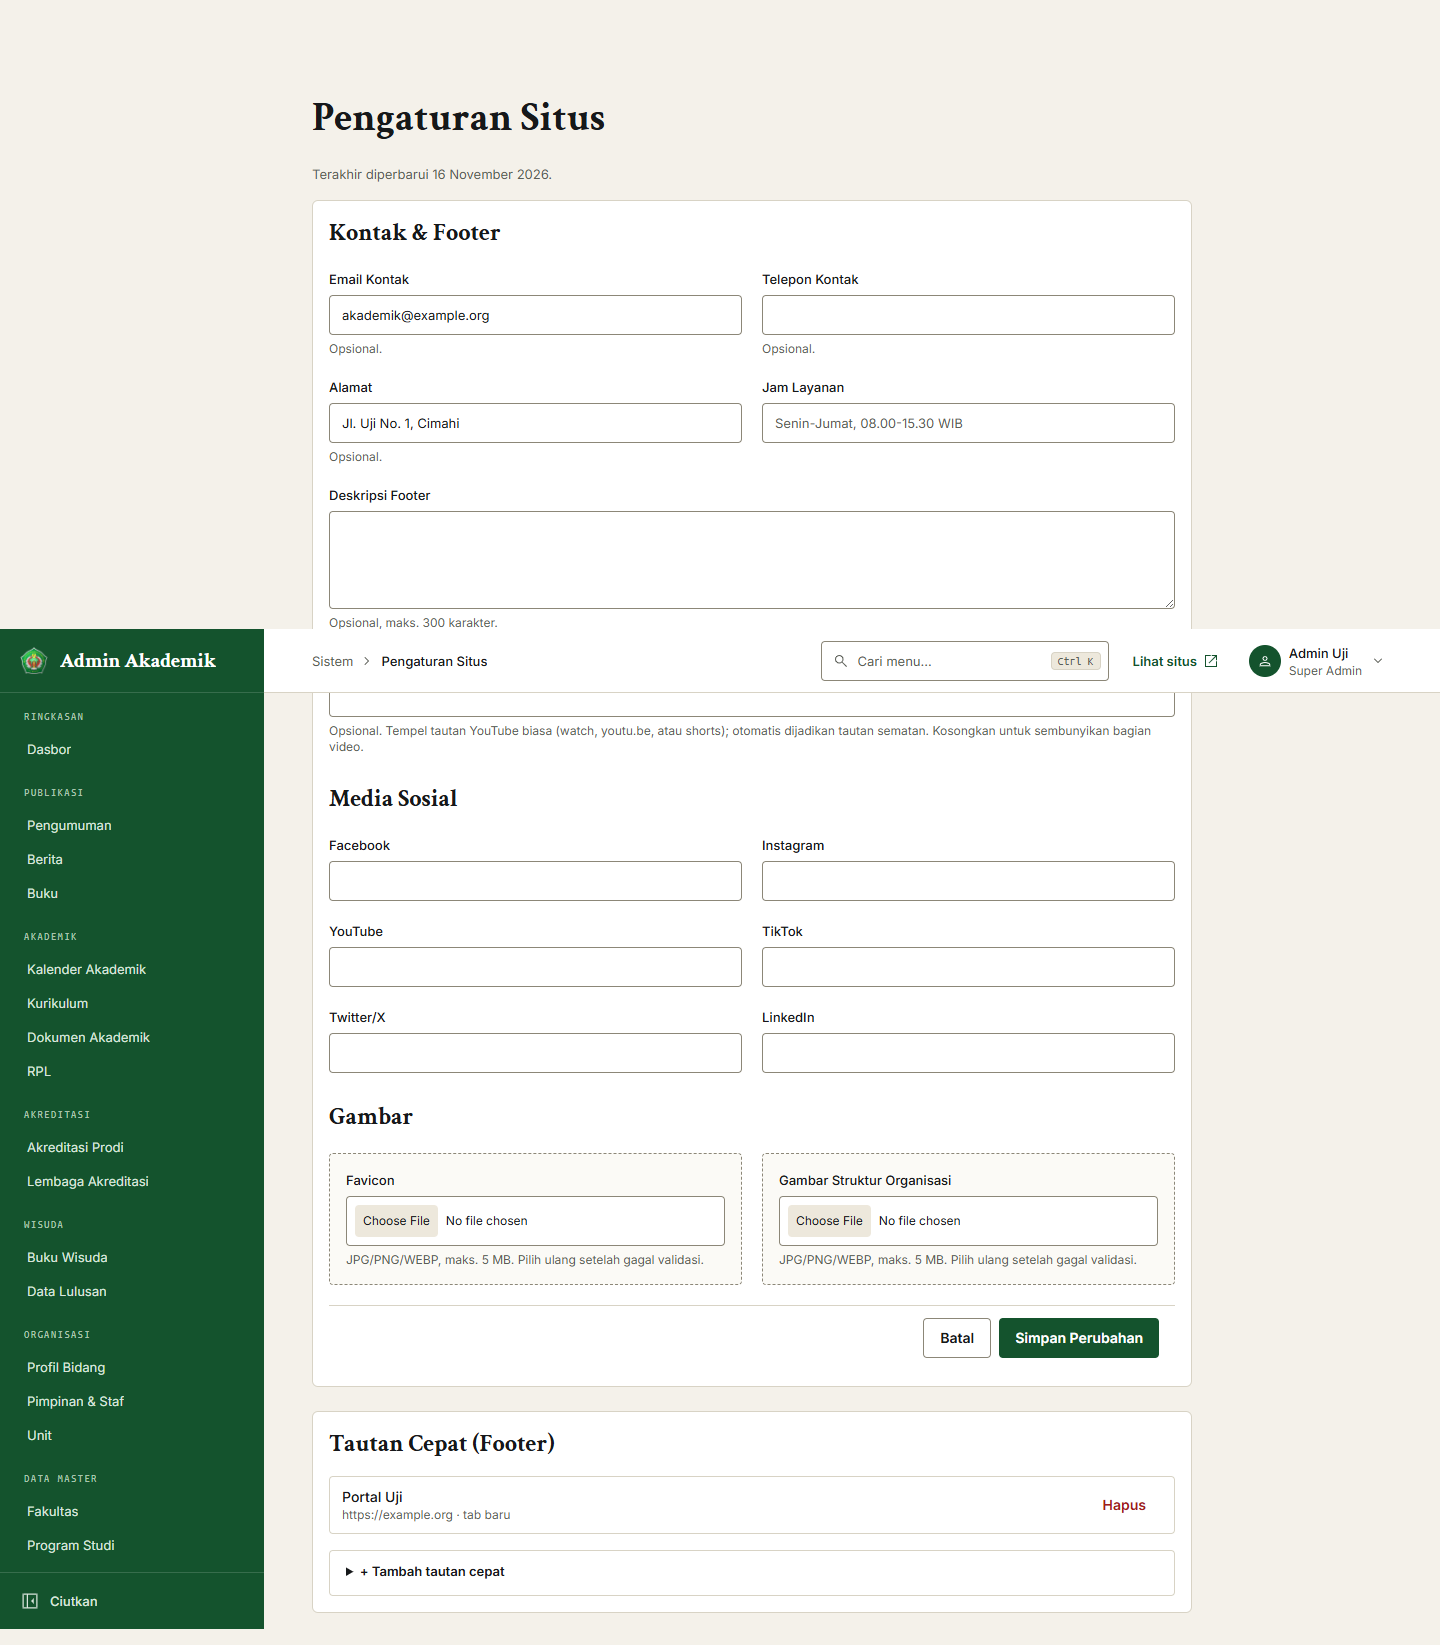 Pengaturan Situs
Terakhir diperbarui 16 November 2026.
Kontak & Footer
Email Kontak
Telepon Kontak
akademik@example.org
Opsional.
Opsional.
Alamat
Jam Layanan
Jl. Uji No. 1, Cimahi
Senin-Jumat, 08.00-15.30 WIB
Opsional.
Deskripsi Footer
Opsional, maks. 300 karakter.
Admin Akademik
Pengaturan Situs
Sistem
Cari menu...
Ctrl K
Lihat situs
Admin Uji
Super Admin
RINGKASAN
Dasbor
PUBLIKASI
Pengumuman
Berita
Buku
AKADEMIK
Kalender Akademik
Kurikulum
Dokumen Akademik
RPL
AKREDITASI
Akreditasi Prodi
Lembaga Akreditasi
WISUDA
Buku Wisuda
Data Lulusan
ORGANISASI
Profil Bidang
Pimpinan & Staf
Unit
DATA MASTER
Fakultas
Program Studi
Ciutkan
Opsional. Tempel tautan YouTube biasa (watch, youtu.be, atau shorts); otomatis dijadikan tautan sematan. Kosongkan untuk sembunyikan bagian
video.
Media Sosial
Facebook
Instagram
YouTube
TikTok
Twitter/X
LinkedIn
Gambar
Favicon
Choose File No file chosen
JPG/PNG/WEBP, maks. 5 MB. Pilih ulang setelah gagal validasi.
Gambar Struktur Organisasi
Choose File No file chosen
JPG/PNG/WEBP, maks. 5 MB. Pilih ulang setelah gagal validasi.
Batal
Simpan Perubahan
Tautan Cepat (Footer)
Portal Uji
https://example.org · tab baru
Hapus
+ Tambah tautan cepat